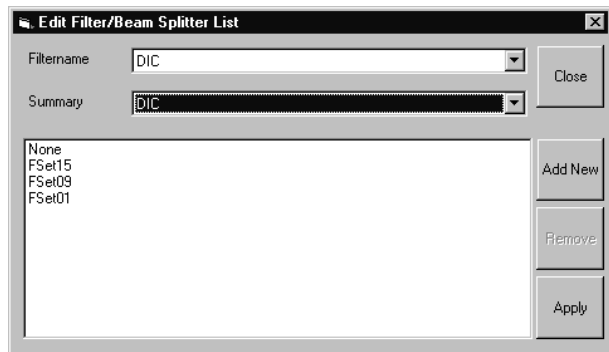 Edit Filter/Beam Splitter List
Filtername DIC
Close
Summary DIC
None
FSet15
FSet09
FSet01
Add New
Remove
Apply